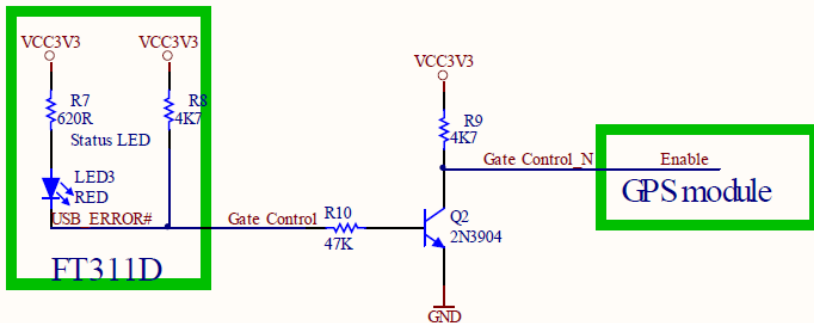 VCC3V3 VCC3V3
VCC3V3
R7 R8
620R 4K7
R9
4K7
Status LED
Gate Control_N Enable
LED3
RED
GPS module
USB_ERROR# Gate Control R10 Q2
47K 2N3904
FT311D
GND